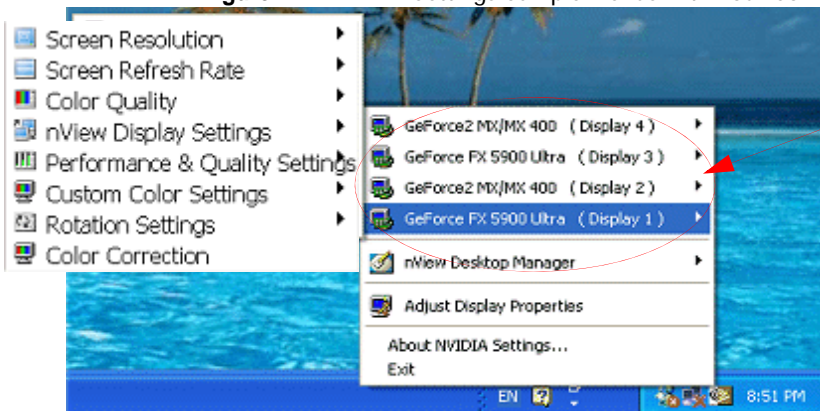 Screen Resolution
Screen Refresh Rate
Color Quality
nView Display Settings
Performance & Quality Settings
Custom Color Settings
Rotation Settings
Color Correction
GeForce2 MX/MX 400 ( Display 4 )
GeForce FX 5900 Ultra ( Display 3 )
GeForce2 MX/MX 400 ( Display 2 )
GeForce FX 5900 Ultra ( Display 1 )
nView Desktop Manager
Adjust Display Properties
About NVIDIA Settings...
Exit
EN
8:51 PM